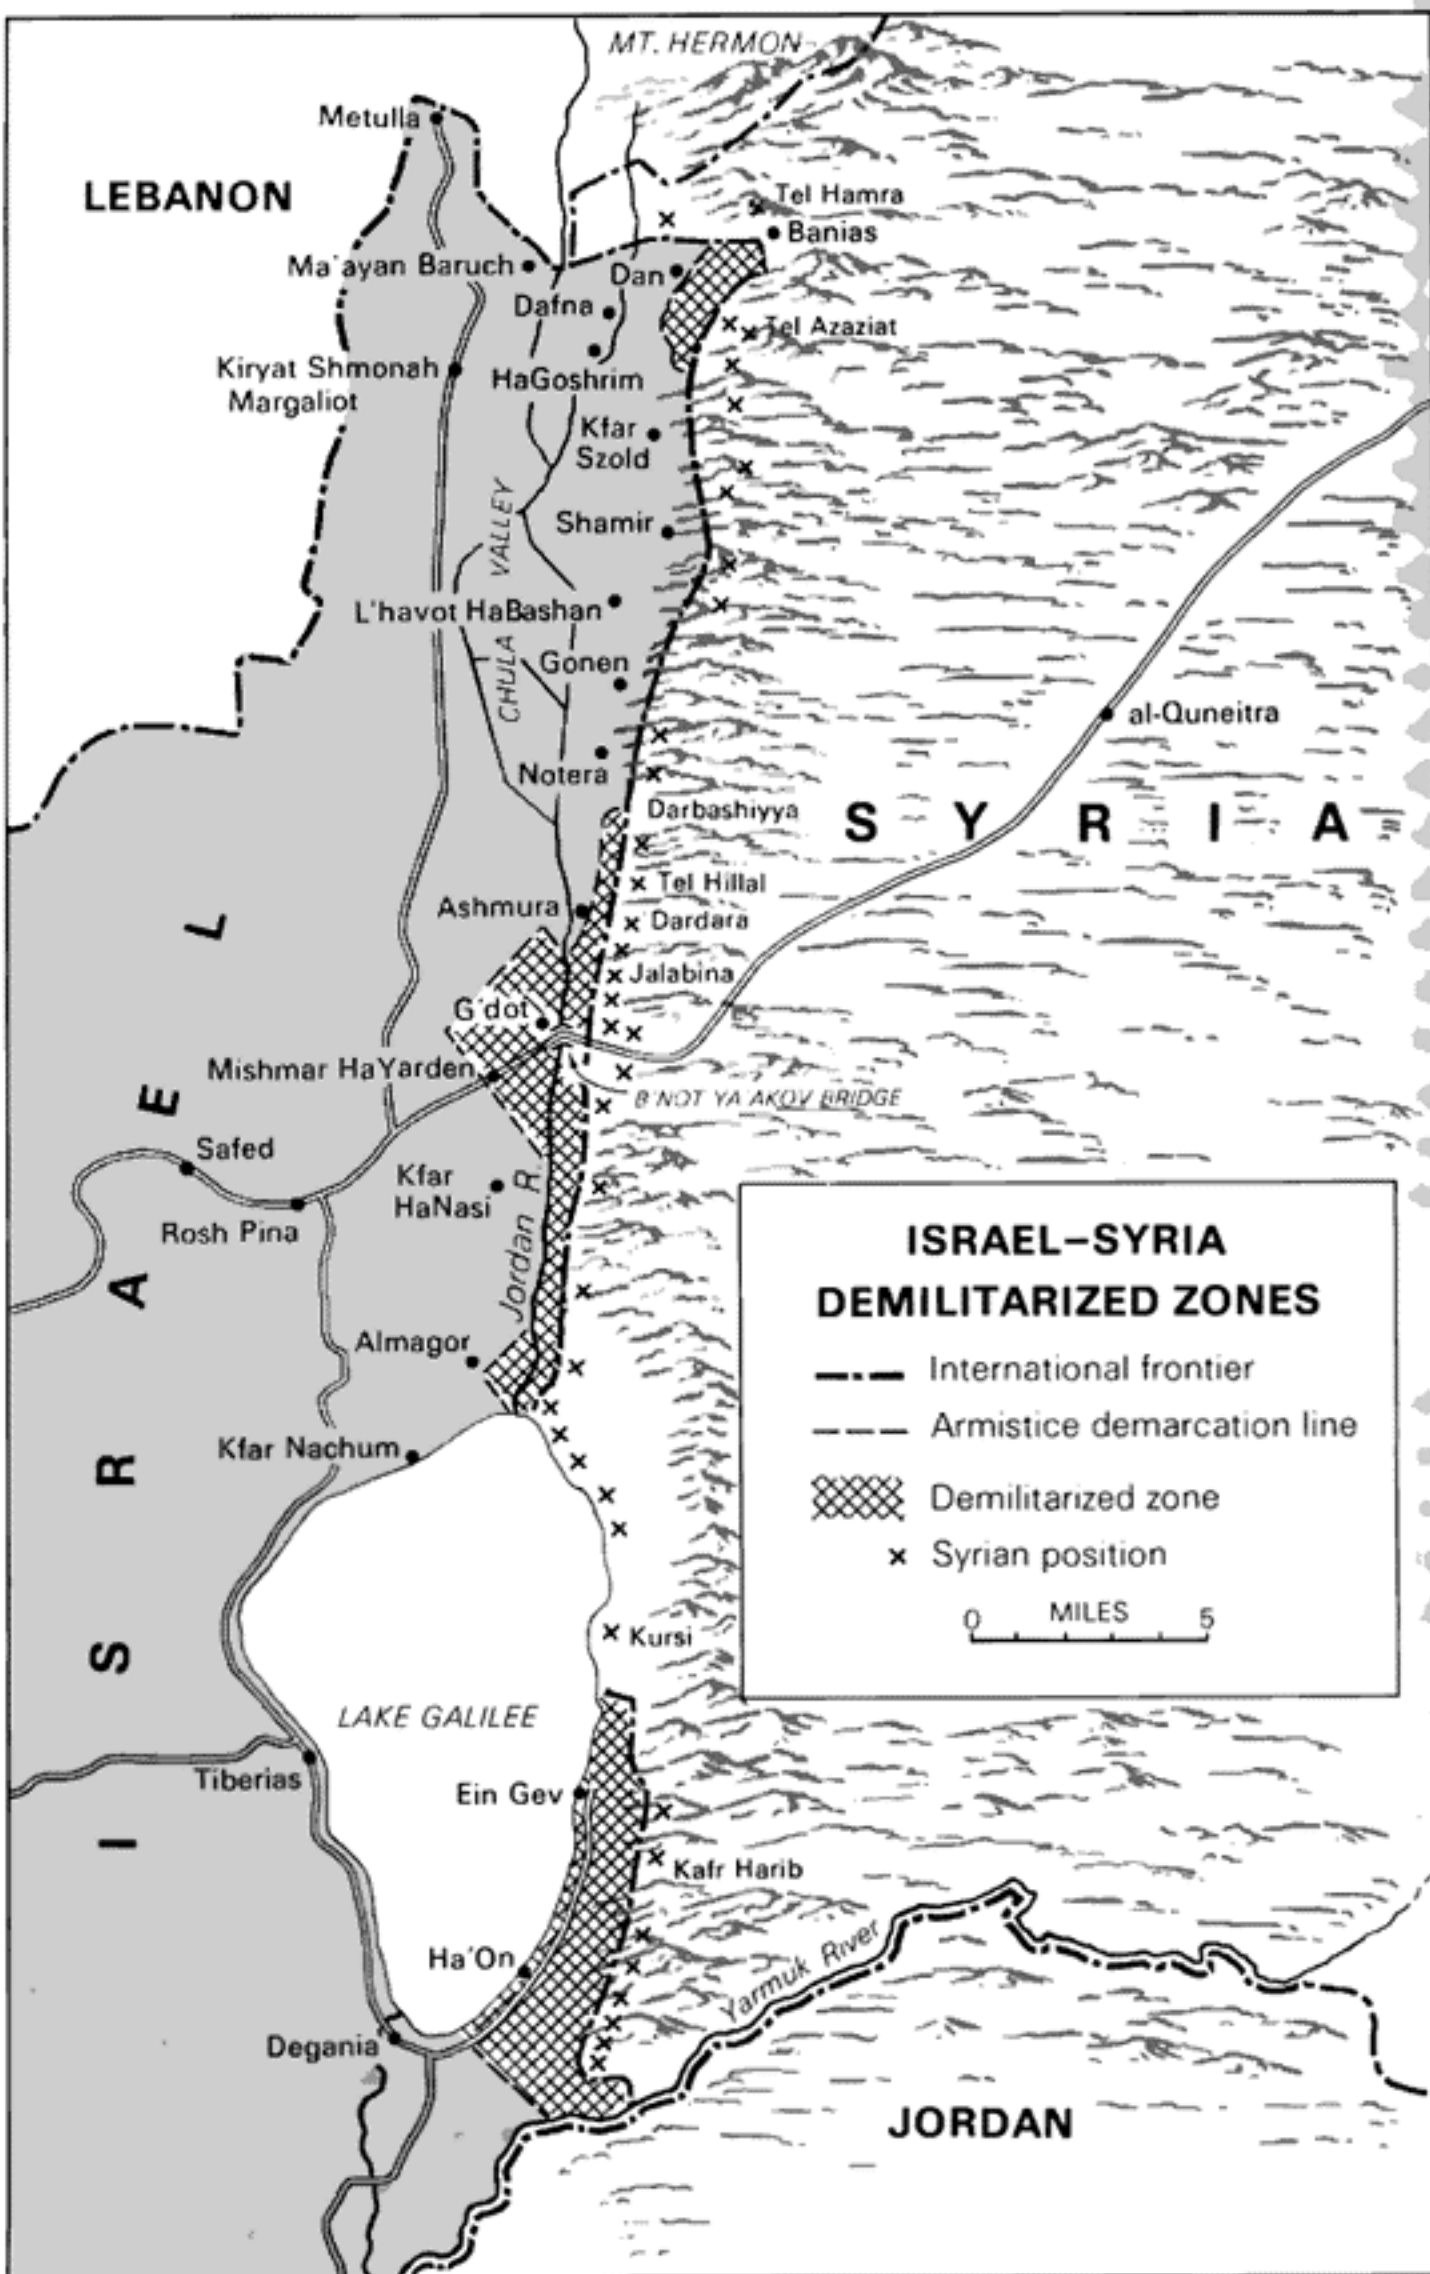 MT. HERMON
Metulla
LEBANON
Tel Hamra
Banias
Ma'ayan Baruch
Dan
Dafna
Tel Azaziat
Kiryat Shmonah
Margaliot
HaGoshrim
Kfar
Szold
CHULA VALLEY
Shamir
L'havot HaBashan
Gonen
al-Quneitra
Notera
Darbashiyya
SYRIA
Tel Hillal
Ashmura
Dardara
Jalabina
G'dot
Mishmar HaYarden
B'NOT YA'AKOV BRIDGE
Safed
Kfar
HaNasi
Rosh Pina
Jordan R.
ISRAEL
Almagor
Kfar Nachum
ISRAEL–SYRIA
DEMILITARIZED ZONES
International frontier
Armistice demarcation line
Demilitarized zone
Syrian position
0 MILES 5
Kursi
LAKE GALILEE
Tiberias
Ein Gev
Kafr Harib
Ha'On
Yarmuk River
Degania
JORDAN